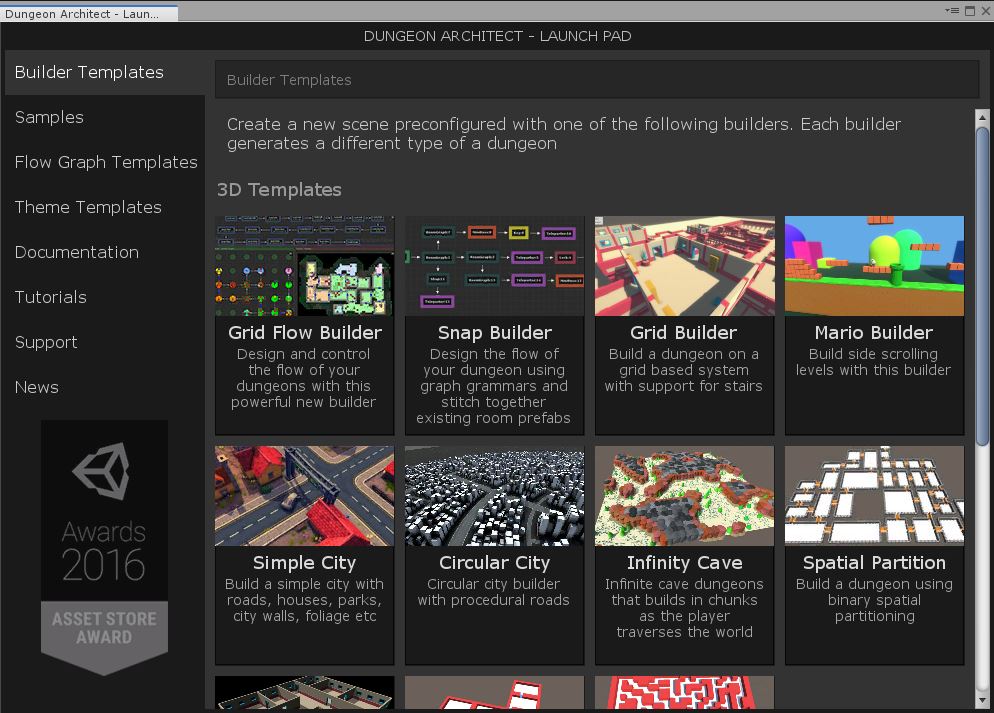 Dungeon Architect - Laun...
DUNGEON ARCHITECT - LAUNCH PAD
Builder Templates
Samples
Flow Graph Templates
Theme Templates
Documentation
Tutorials
Support
News
Awards
2016
ASSET STORE
AWARD
Builder Templates
Create a new scene preconfigured with one of the following builders. Each builder
generates a different type of a dungeon
3D Templates
Grid Flow Builder
Design and control
the flow of your
dungeons with this
powerful new builder
Snap Builder
Design the flow of
your dungeon using
graph grammars and
stitch together
existing room prefabs
Grid Builder
Build a dungeon on a
grid based system
with support for stairs
Mario Builder
Build side scrolling
levels with this builder
Simple City
Build a simple city with
roads, houses, parks,
city walls, foliage etc
Circular City
Circular city builder
with procedural roads
Infinity Cave
Infinite cave dungeons
that builds in chunks
as the player
traverses the world
Spatial Partition
Build a dungeon using
binary spatial
partitioning